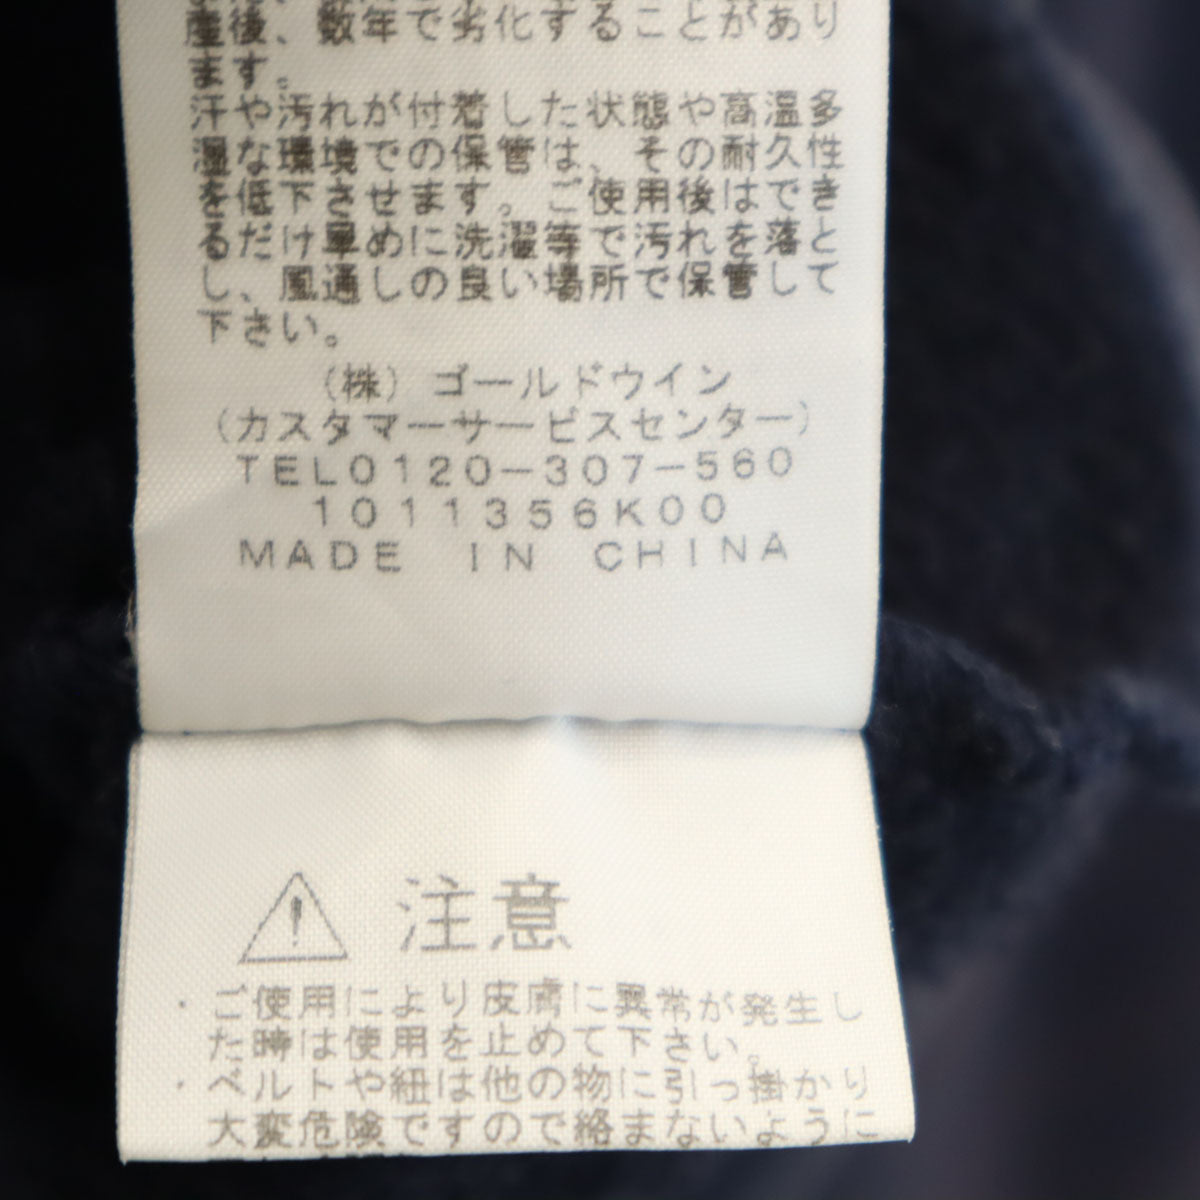 産後、数年で劣化することがあり
ます。
汗や汚れが付着した状態や高温多
湿な環境での保管は、その耐久性
を低下させます。ご使用後はでき
るだけ早めに洗濯等で汚れを落と
し、風通しの良い場所で保管して
下さい。
(株) ゴールドウイン
(カスタマーサービスセンター)
TEL0120-307-560
1011356K00
MADE IN CHINA
注意
・ご使用により皮膚に異常が発生し
た時は使用を止めて下さい。
・ベルトや紐は他の物に引っ掛かり
大変危険ですので絡まないように